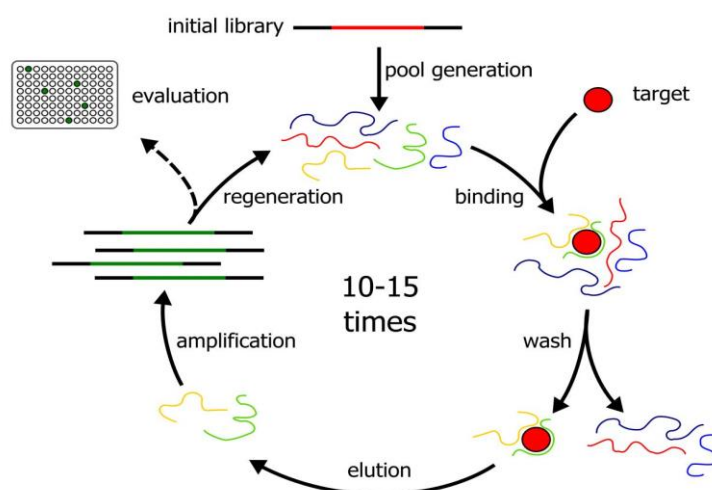 initial library
pool generation
evaluation
target
regeneration
binding
10-15
times
amplification
wash
elution